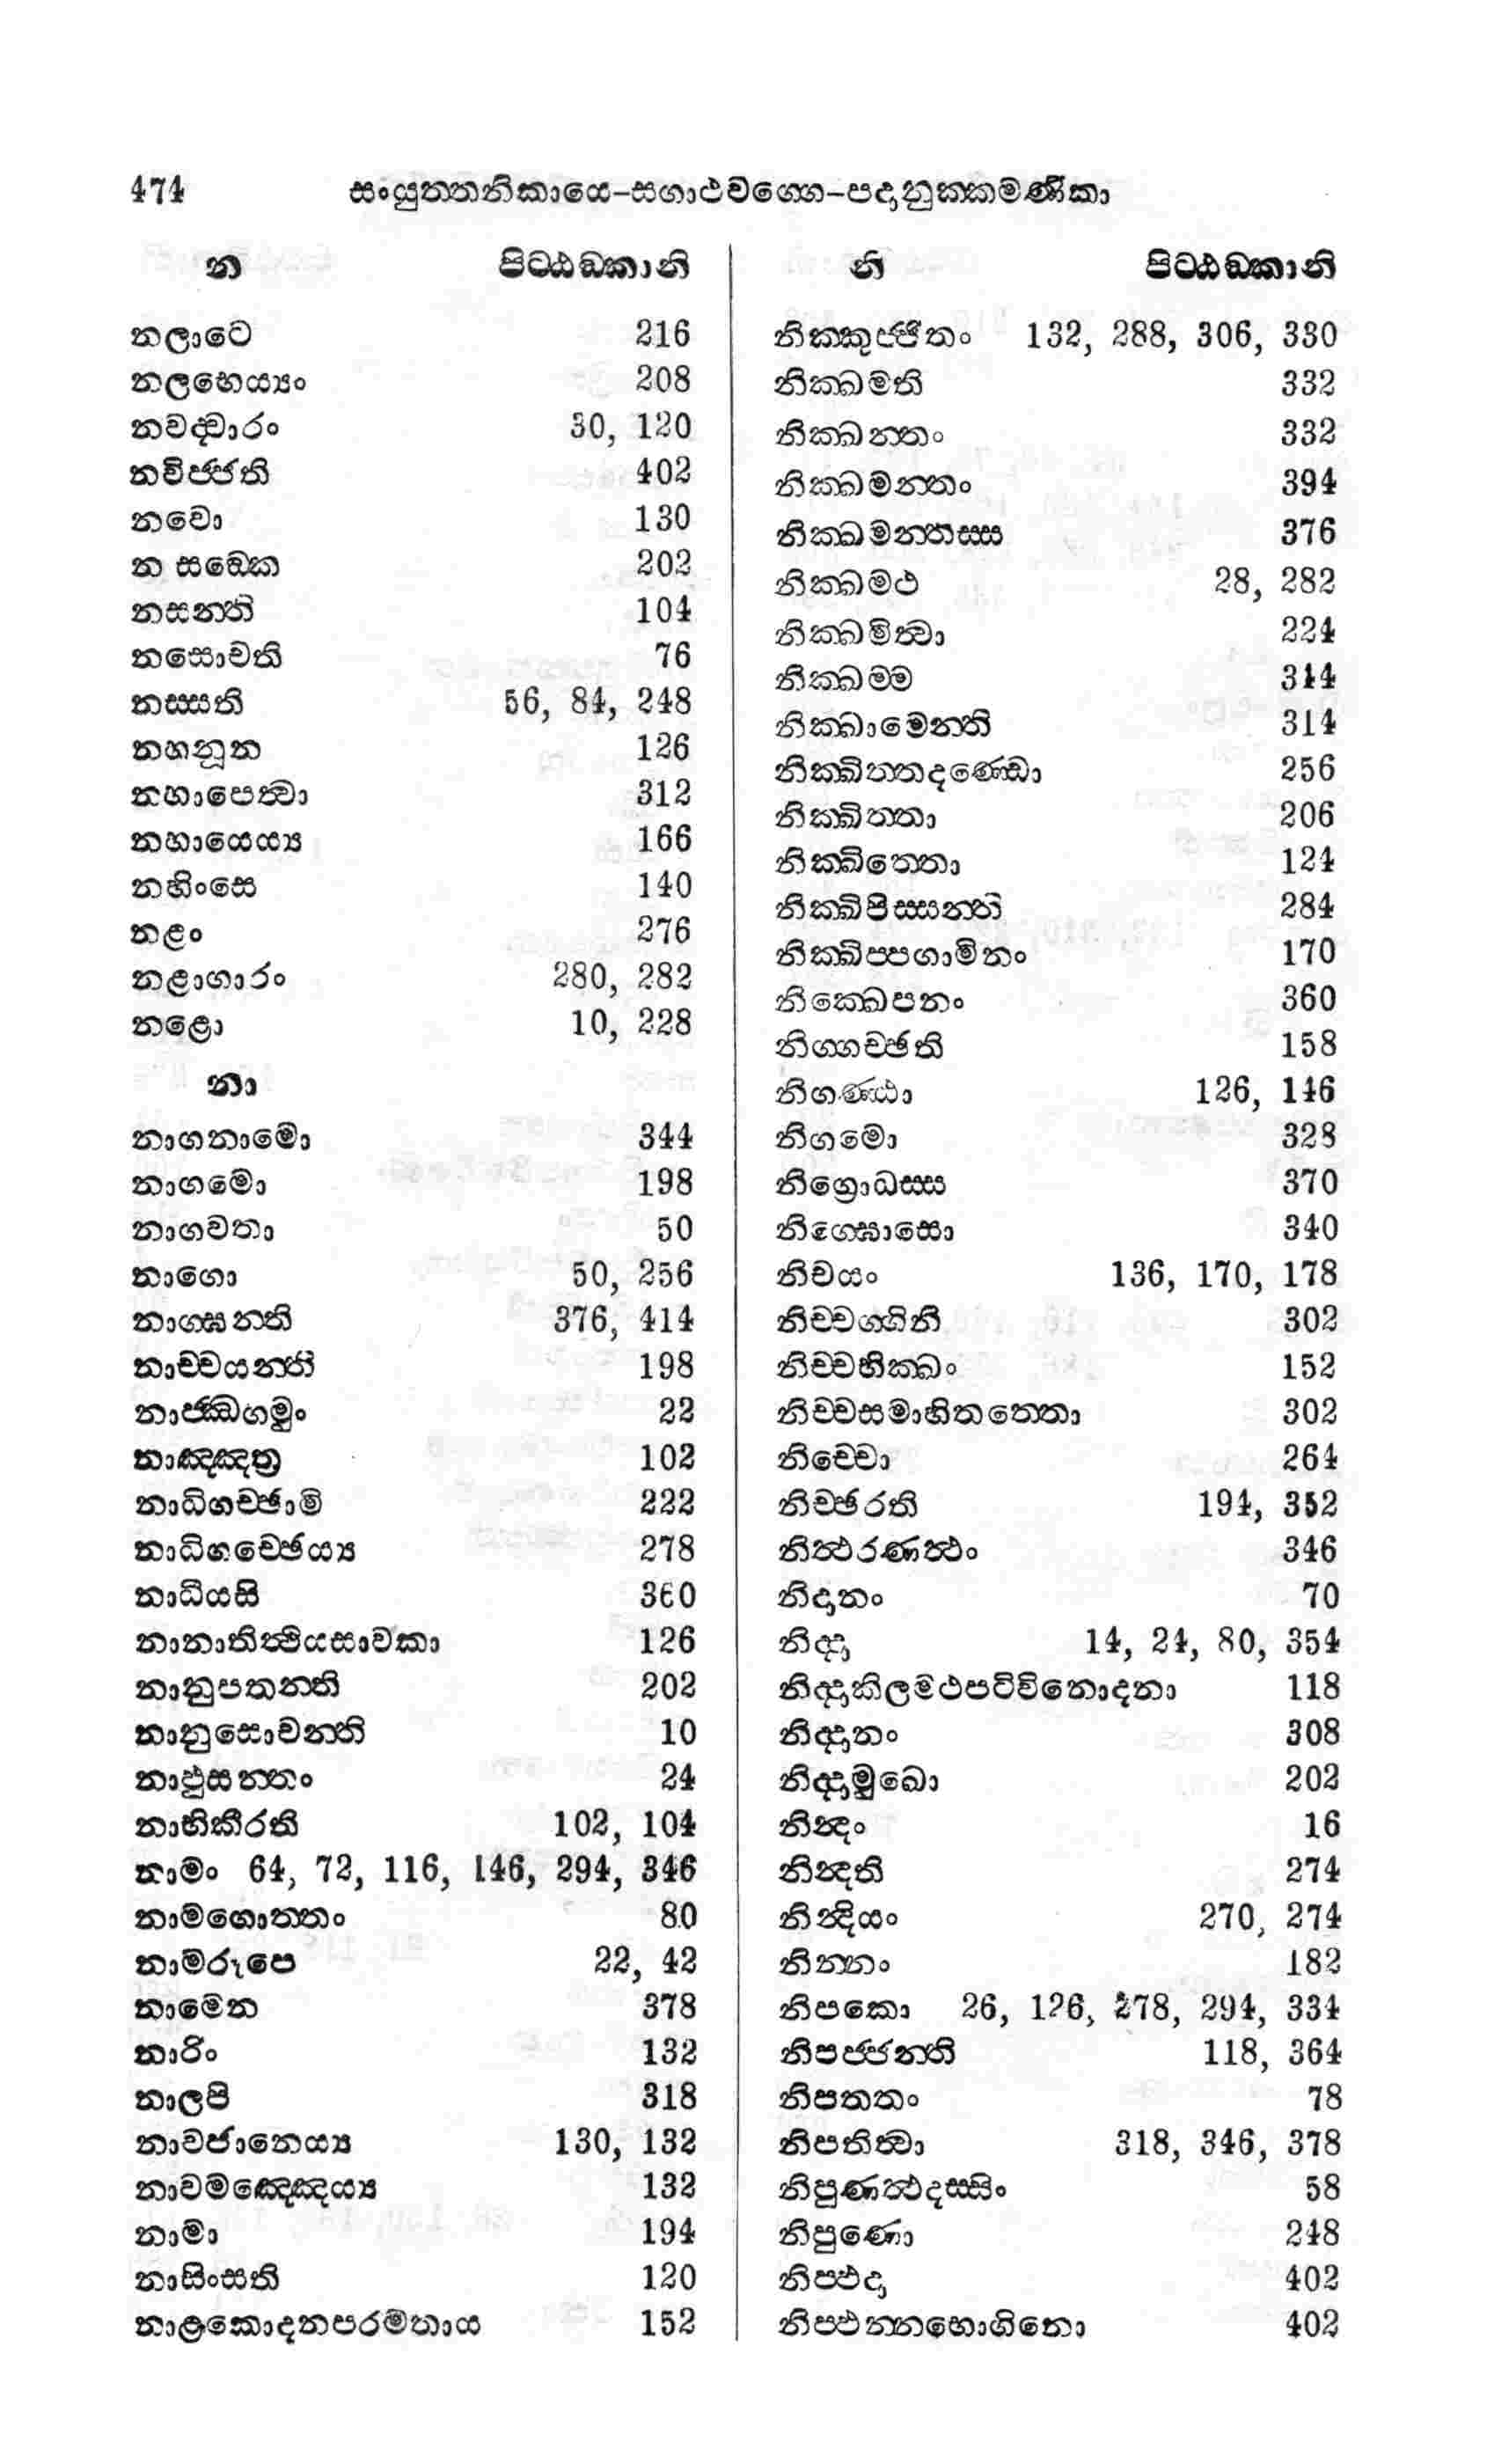 474 සංයුත්තනිකායෙ-සගාථවග්ගෙ-පදානුක්කමණිකා
න පිට්ඨඞ්කානි
නලාටෙ 216
නලභෙය්‍යං 208
නවද්වාරං 30, 120
නවිජ්ජති 402
නවො 130
න සඞ්කෙ 202
නසන්ති 104
නසොචති 76
නස්සති 56, 84, 248
නහනූන 126
නහාපෙත්‍වා 312
නහායෙය්‍ය 166
නහිංසෙ 140
නළං 276
නළාගාරං 280, 282
නළො 10, 228
නා
නාගනාමො 344
නාගමො 198
නාගවතා 50
නාගො 50, 256
නාග්ඝන්ති 376, 414
නාච්චයන්ති 198
නාජ්ඣගමුං 22
නාඤ්ඤත්‍ර 102
නාධිගච්ඡාමි 222
නාධිගච්ඡෙය්‍ය 278
නාධියසි 360
නානාතිත්‍ථියසාවකා 126
නානුපතන්ති 202
නානුසොචන්ති 10
නාඵුසන්තං 24
නාභිකීරති 102, 104
නාමං 64, 72, 116, 146, 294, 346
නාමගොත්තං 80
නාමරූපෙ 22, 42
නාමෙන 378
නාරිං 132
නාලපි 318
නාවජානෙය්‍ය 130, 132
නාවමඤ්ඤෙය්‍ය 132
නාමා 194
නාසිංසති 120
නාළකොදනපරමතාය 152
නි පිට්ඨඞ්කානි
නික්කුජ්ජිතං 132, 288, 306, 330
නික්ඛමති 332
නික්ඛන්තං 332
නික්ඛමන්තං 394
නික්ඛමන්තස්ස 376
නික්ඛමථ 28, 282
නික්ඛමිත්‍වා 224
නික්ඛමම 314
නික්ඛාමෙන්ති 314
නික්ඛිත්තදණ්ඩො 256
නික්ඛිත්තා 206
නික්ඛිත්තො 124
නික්ඛිපිස්සන්ති 284
නික්ඛිප්පගාමිනං 170
නික්ඛෙපනං 360
නිග්ගච්ඡති 158
නිගණ්ඨා 126, 146
නිගමො 328
නිග්‍රොධස්ස 370
නිග්ඝොසො 340
නිචයං 136, 170, 178
නිච්චග්ගිනී 302
නිච්චභික්ඛං 152
නිච්චසමාහිතත්තො 302
නිච්චො 264
නිච්ඡරති 194, 352
නිත්‍ථරණත්‍ථං 346
නිදානං 70
නිද්‍දා 14, 24, 80, 354
නිද්‍දාකිලමථපටිවිනොදනා 118
නිද්‍දානං 308
නිද්‍දාමුඛො 202
නින්‍දං 16
නින්‍දති 274
නින්‍දියං 270, 274
නින්නං 182
නිපකො 26, 126, 278, 294, 334
නිපජ්ජන්ති 118, 364
නිපතතං 78
නිපතිත්‍වා 318, 346, 378
නිපුණත්‍ථදස්සිං 58
නිපුණො 248
නිප්ඵදා 402
නිප්ඵන්නභොගිනො 402